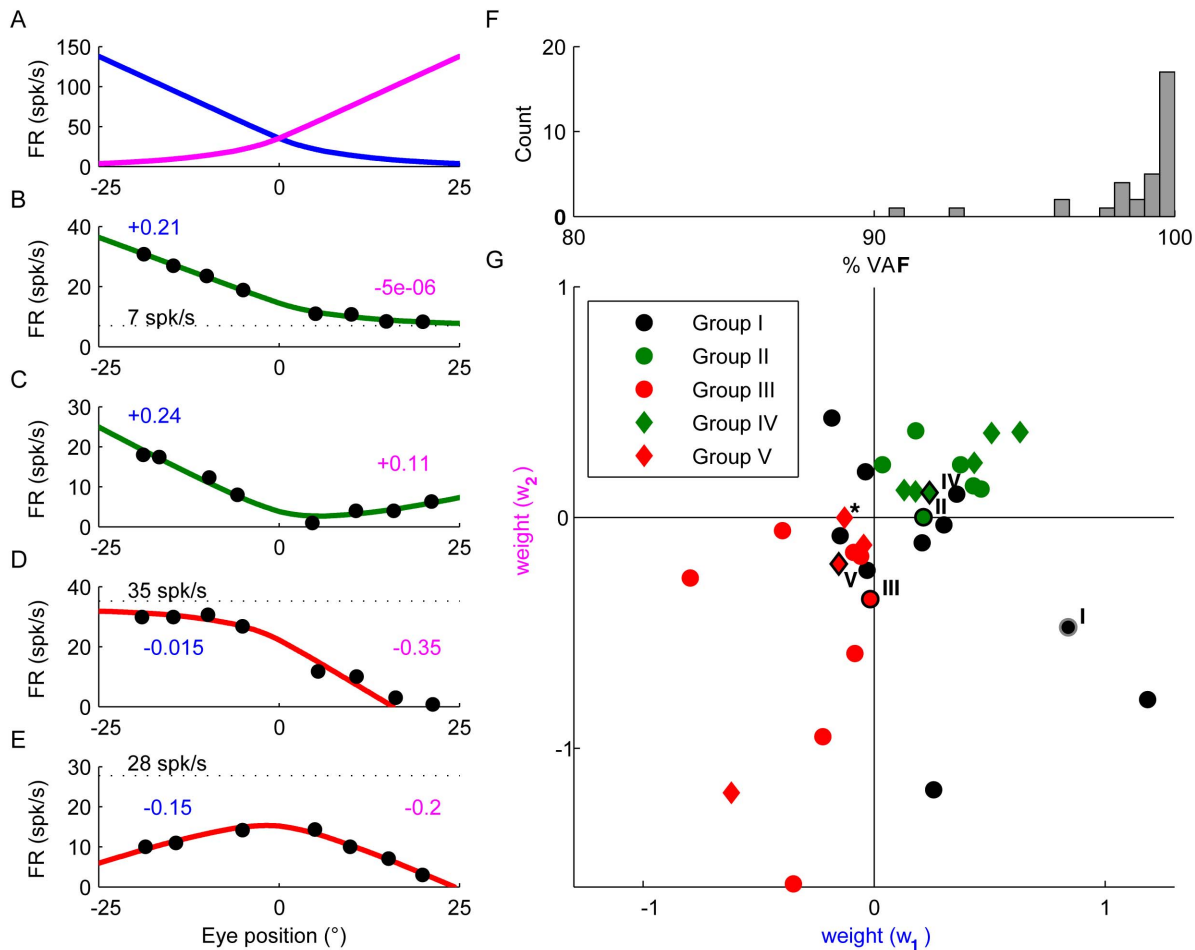 A
FR (spk/s)
150
100
50
0
-25
0
25
B
FR (spk/s)
40
20
0
+0.21
-5e-06
7 spk/s
-25
0
25
C
FR (spk/s)
30
20
10
0
+0.24
+0.11
-25
0
25
D
FR (spk/s)
40
30
20
10
0
35 spk/s
-0.015
-0.35
-25
0
25
E
FR (spk/s)
30
20
10
0
28 spk/s
-0.15
-0.2
-25
0
25
Eye position (°)
F
Count
20
10
0
80
90
100
% VAF
G
weight (w2)
1
0
-1
Group I
Group II
Group III
Group IV
Group V
IV
II
*
V
III
I
-1
0
1
weight (w1)